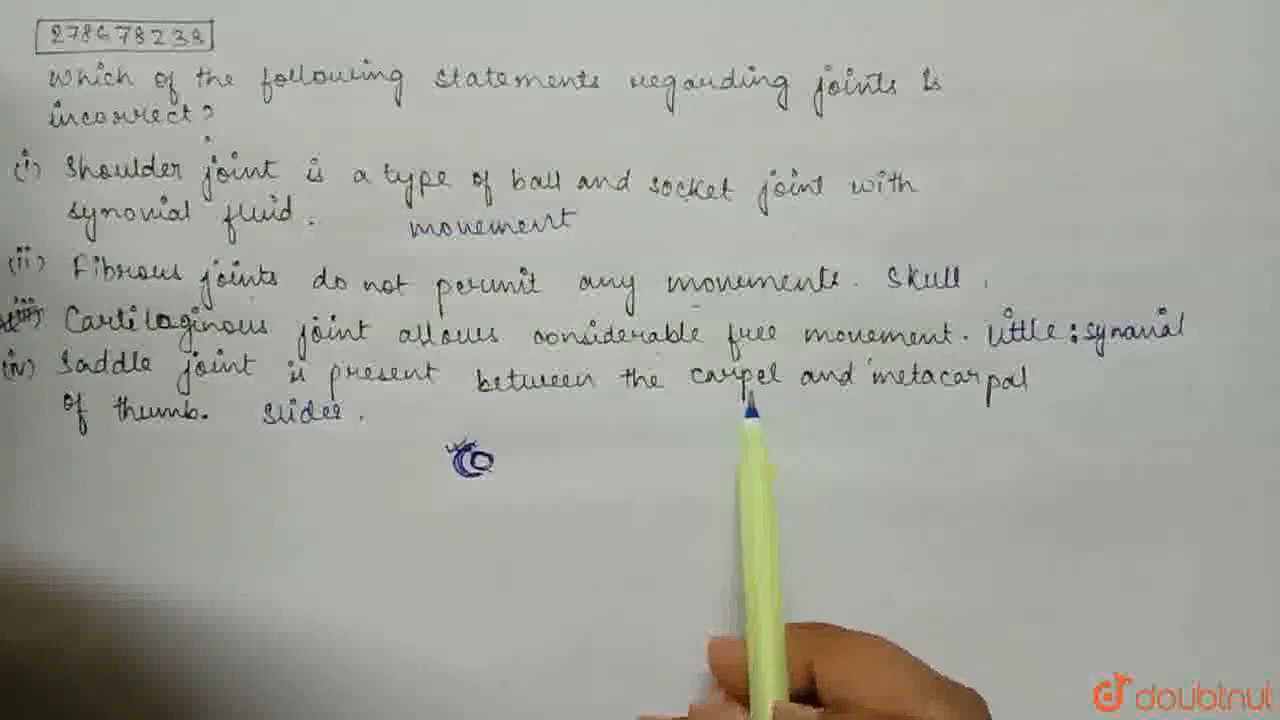 278678238
Which of the following statements regarding joints is
incorrect?
(i) Shoulder joint is a type of ball and socket joint with
synovial fluid. movement
(ii) Fibrous joints do not permit any movements. Skull.
(iii) Cartilaginous joint allows considerable free movement. little : synovial
(iv) Saddle joint is present between the carpel and metacarpal
of thumb. Slides.
doubtnut